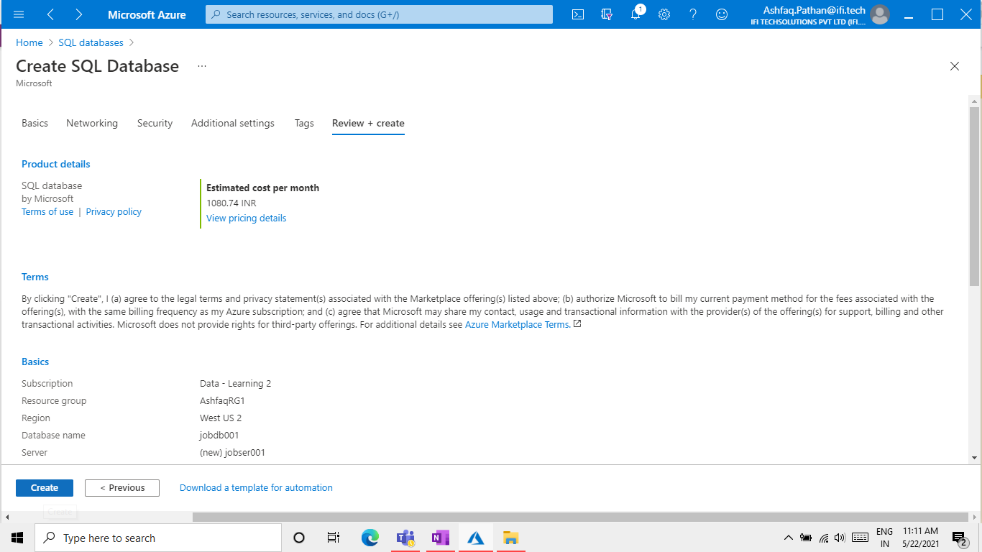 Microsoft Azure
Search resources, services, and docs (G+/)
1
Ashfaq.Pathan@ifi.tech
IFI TECHSOLUTIONS PVT LTD (IFI....
Home > SQL databases >
Create SQL Database ...
Microsoft
Basics Networking Security Additional settings Tags Review + create
Product details
SQL database
by Microsoft
Terms of use | Privacy policy
Estimated cost per month
1080.74 INR
View pricing details
Terms
By clicking "Create", I (a) agree to the legal terms and privacy statement(s) associated with the Marketplace offering(s) listed above; (b) authorize Microsoft to bill my current payment method for the fees associated with the
offering(s), with the same billing frequency as my Azure subscription; and (c) agree that Microsoft may share my contact, usage and transactional information with the provider(s) of the offering(s) for support, billing and other
transactional activities. Microsoft does not provide rights for third-party offerings. For additional details see Azure Marketplace Terms.
Basics
Subscription Data - Learning 2
Resource group AshfaqRG1
Region West US 2
Database name jobdb001
Server (new) jobser001
Create < Previous Download a template for automation
Type here to search
ENG
IN
11:11 AM
5/22/2021
2